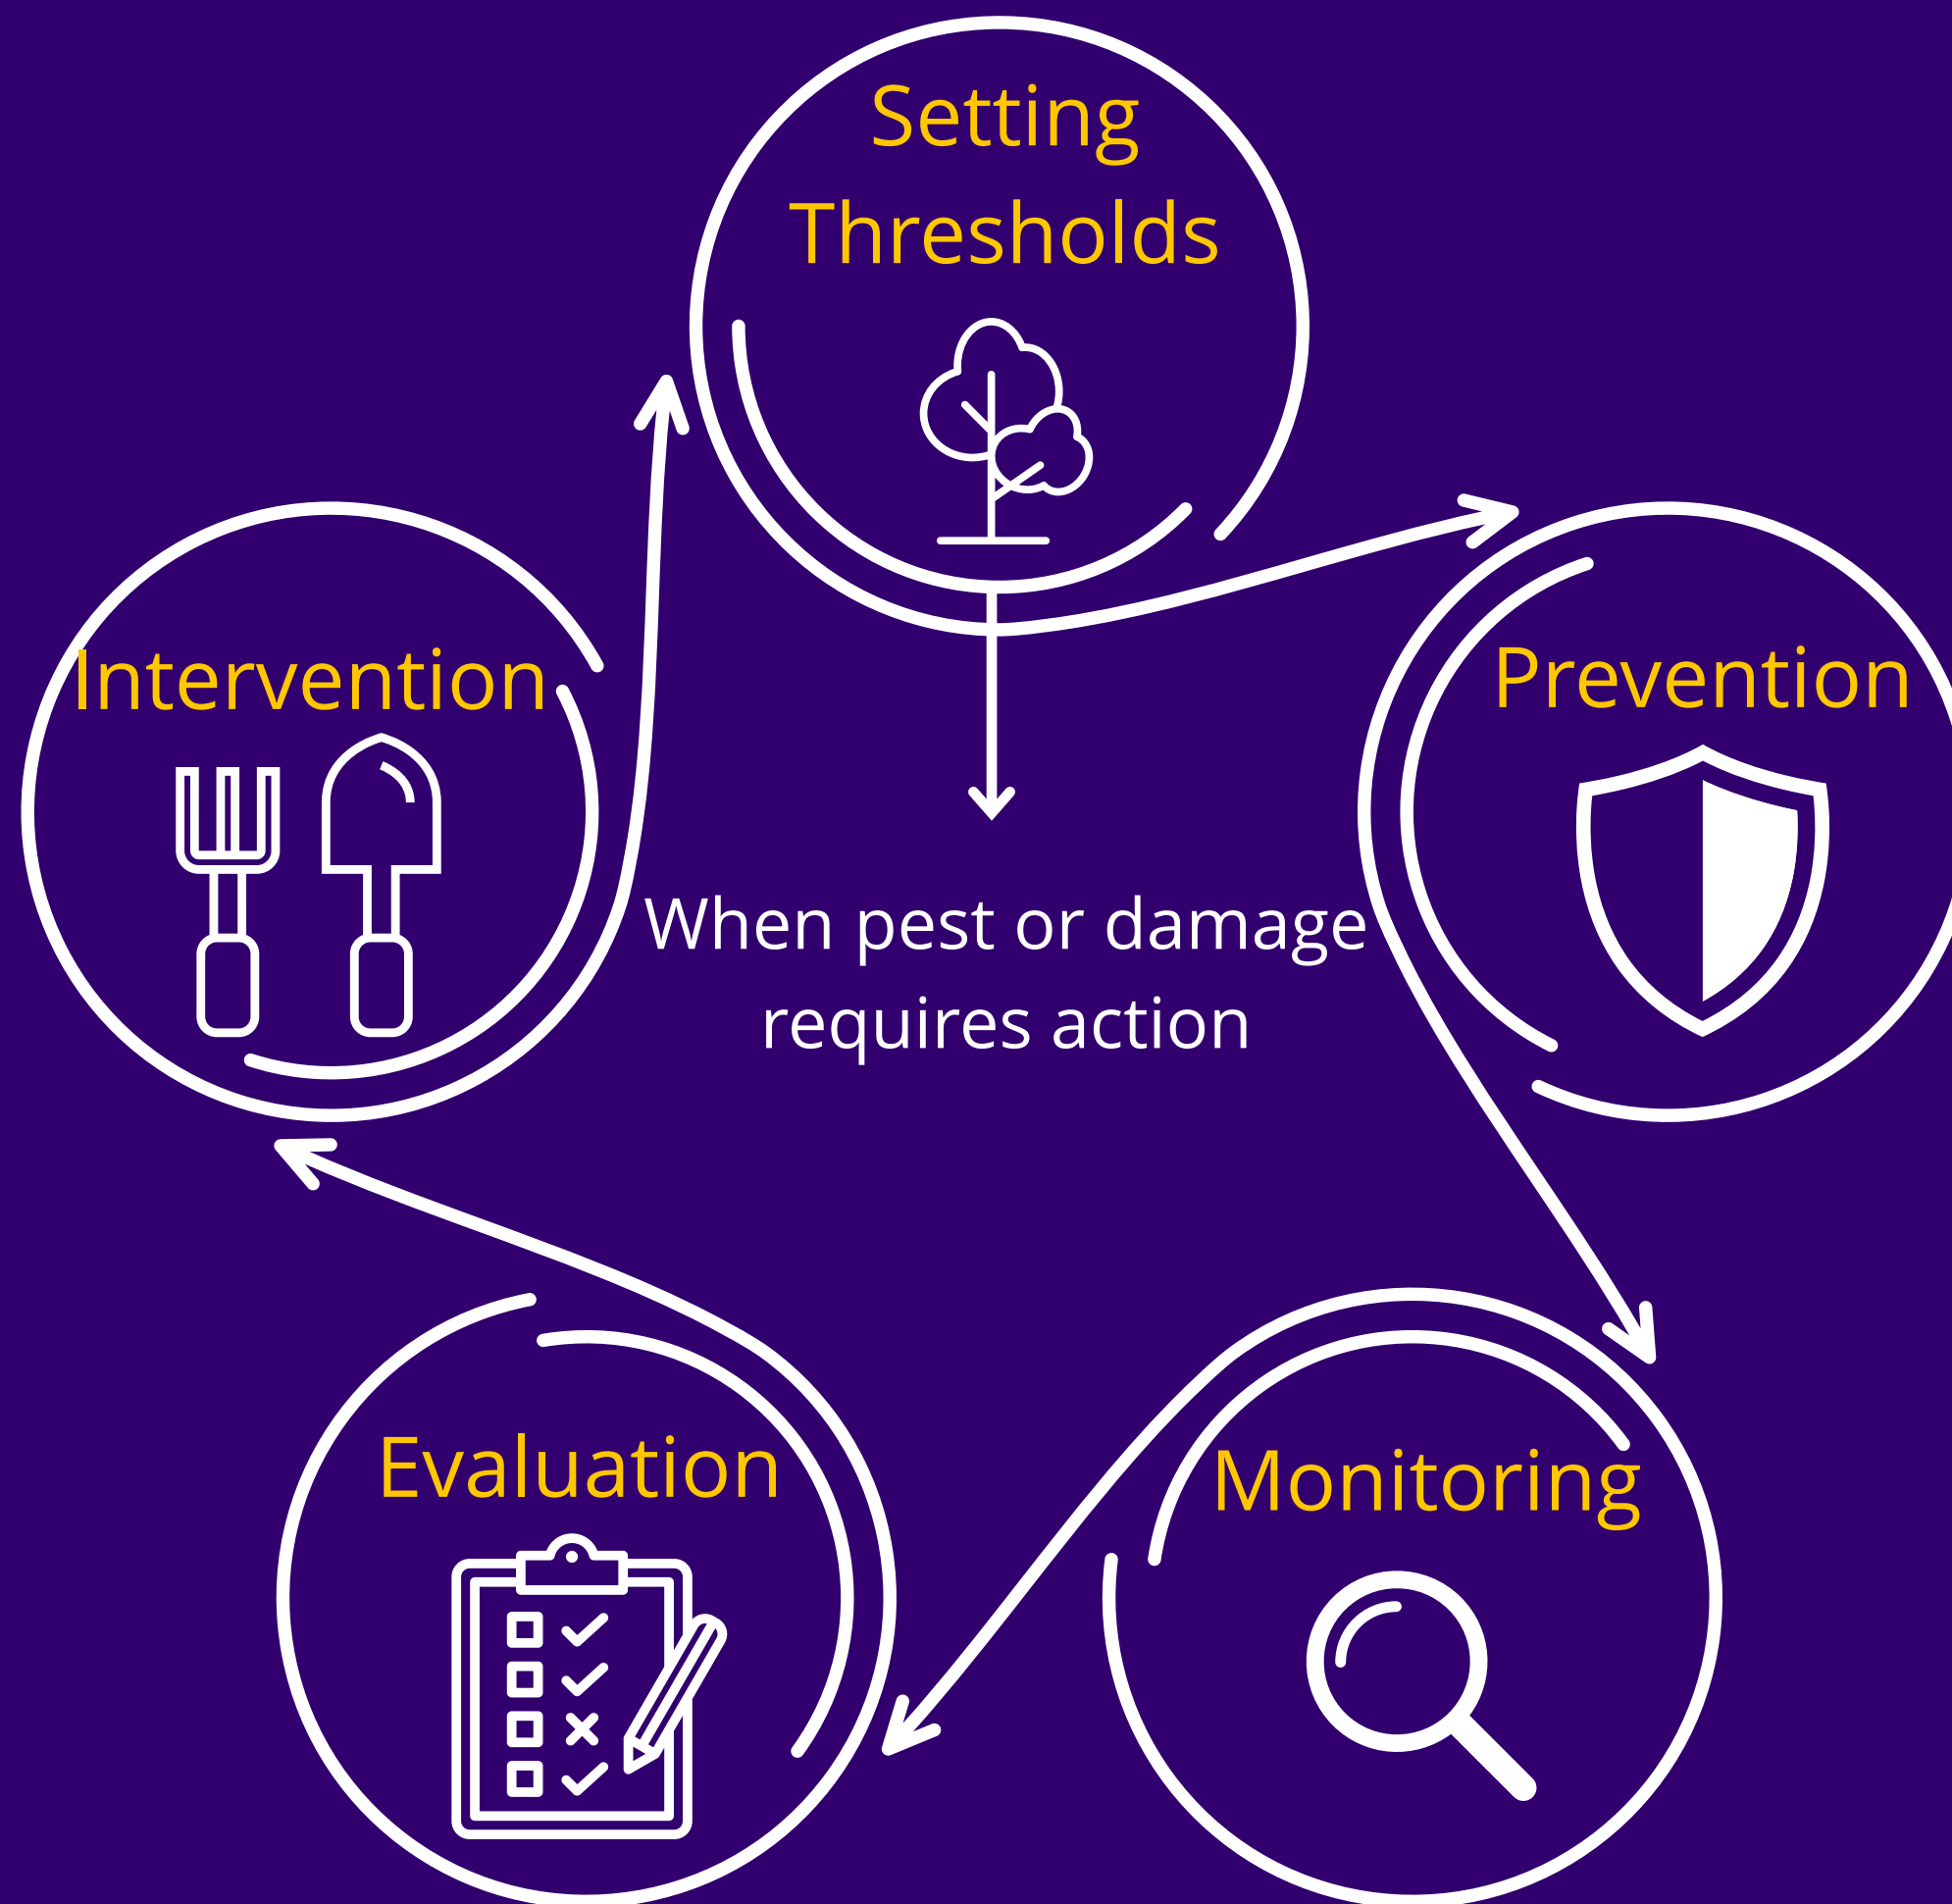 Setting
Thresholds
Prevention
Monitoring
Evaluation
Intervention
When pest or damage
requires action